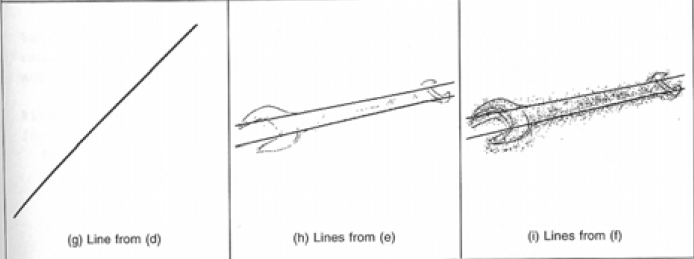 (g) Line from (d)
(h) Lines from (e)
(i) Lines from (f)